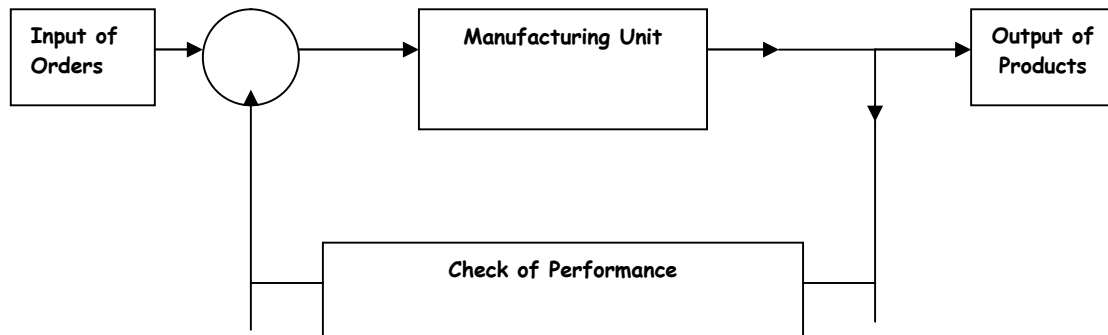 Input of
Orders
Manufacturing Unit
Output of
Products
Check of Performance